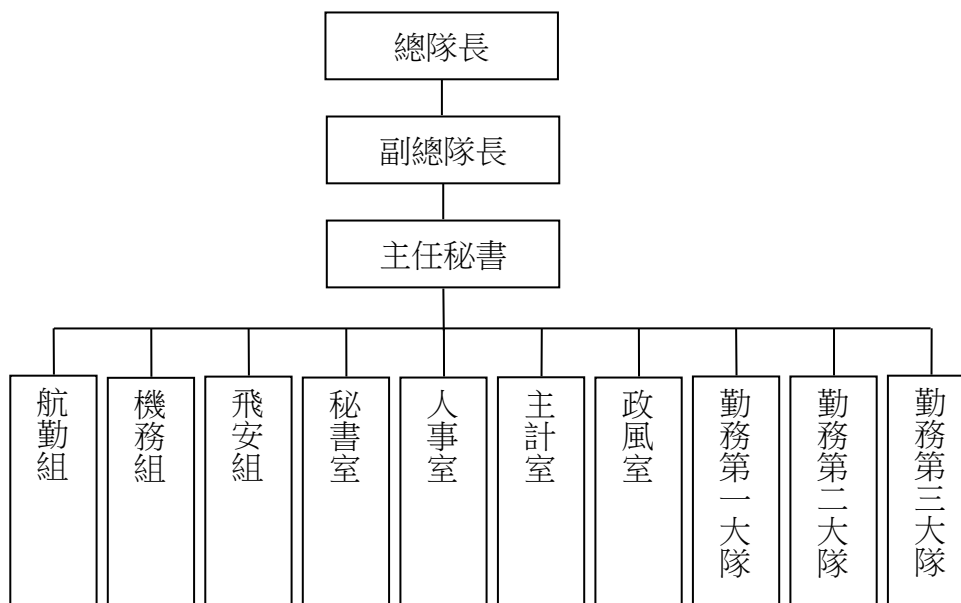 總隊長
副總隊長
主任秘書
航勤組
機務組
飛安組
秘書室
人事室
主計室
政風室
勤務第一大隊
勤務第二大隊
勤務第三大隊